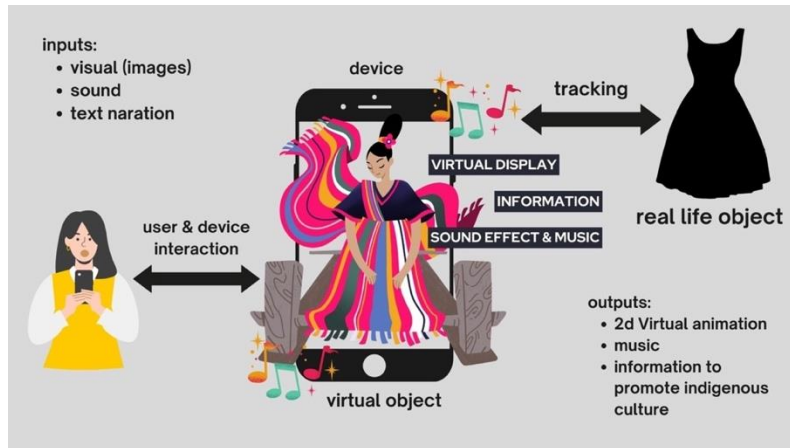 inputs:
• visual (images)
• sound
• text naration
device
tracking
VIRTUAL DISPLAY
INFORMATION
SOUND EFFECT & MUSIC
real life object
user & device
interaction
virtual object
outputs:
• 2d Virtual animation
• music
• information to
promote indigenous
culture